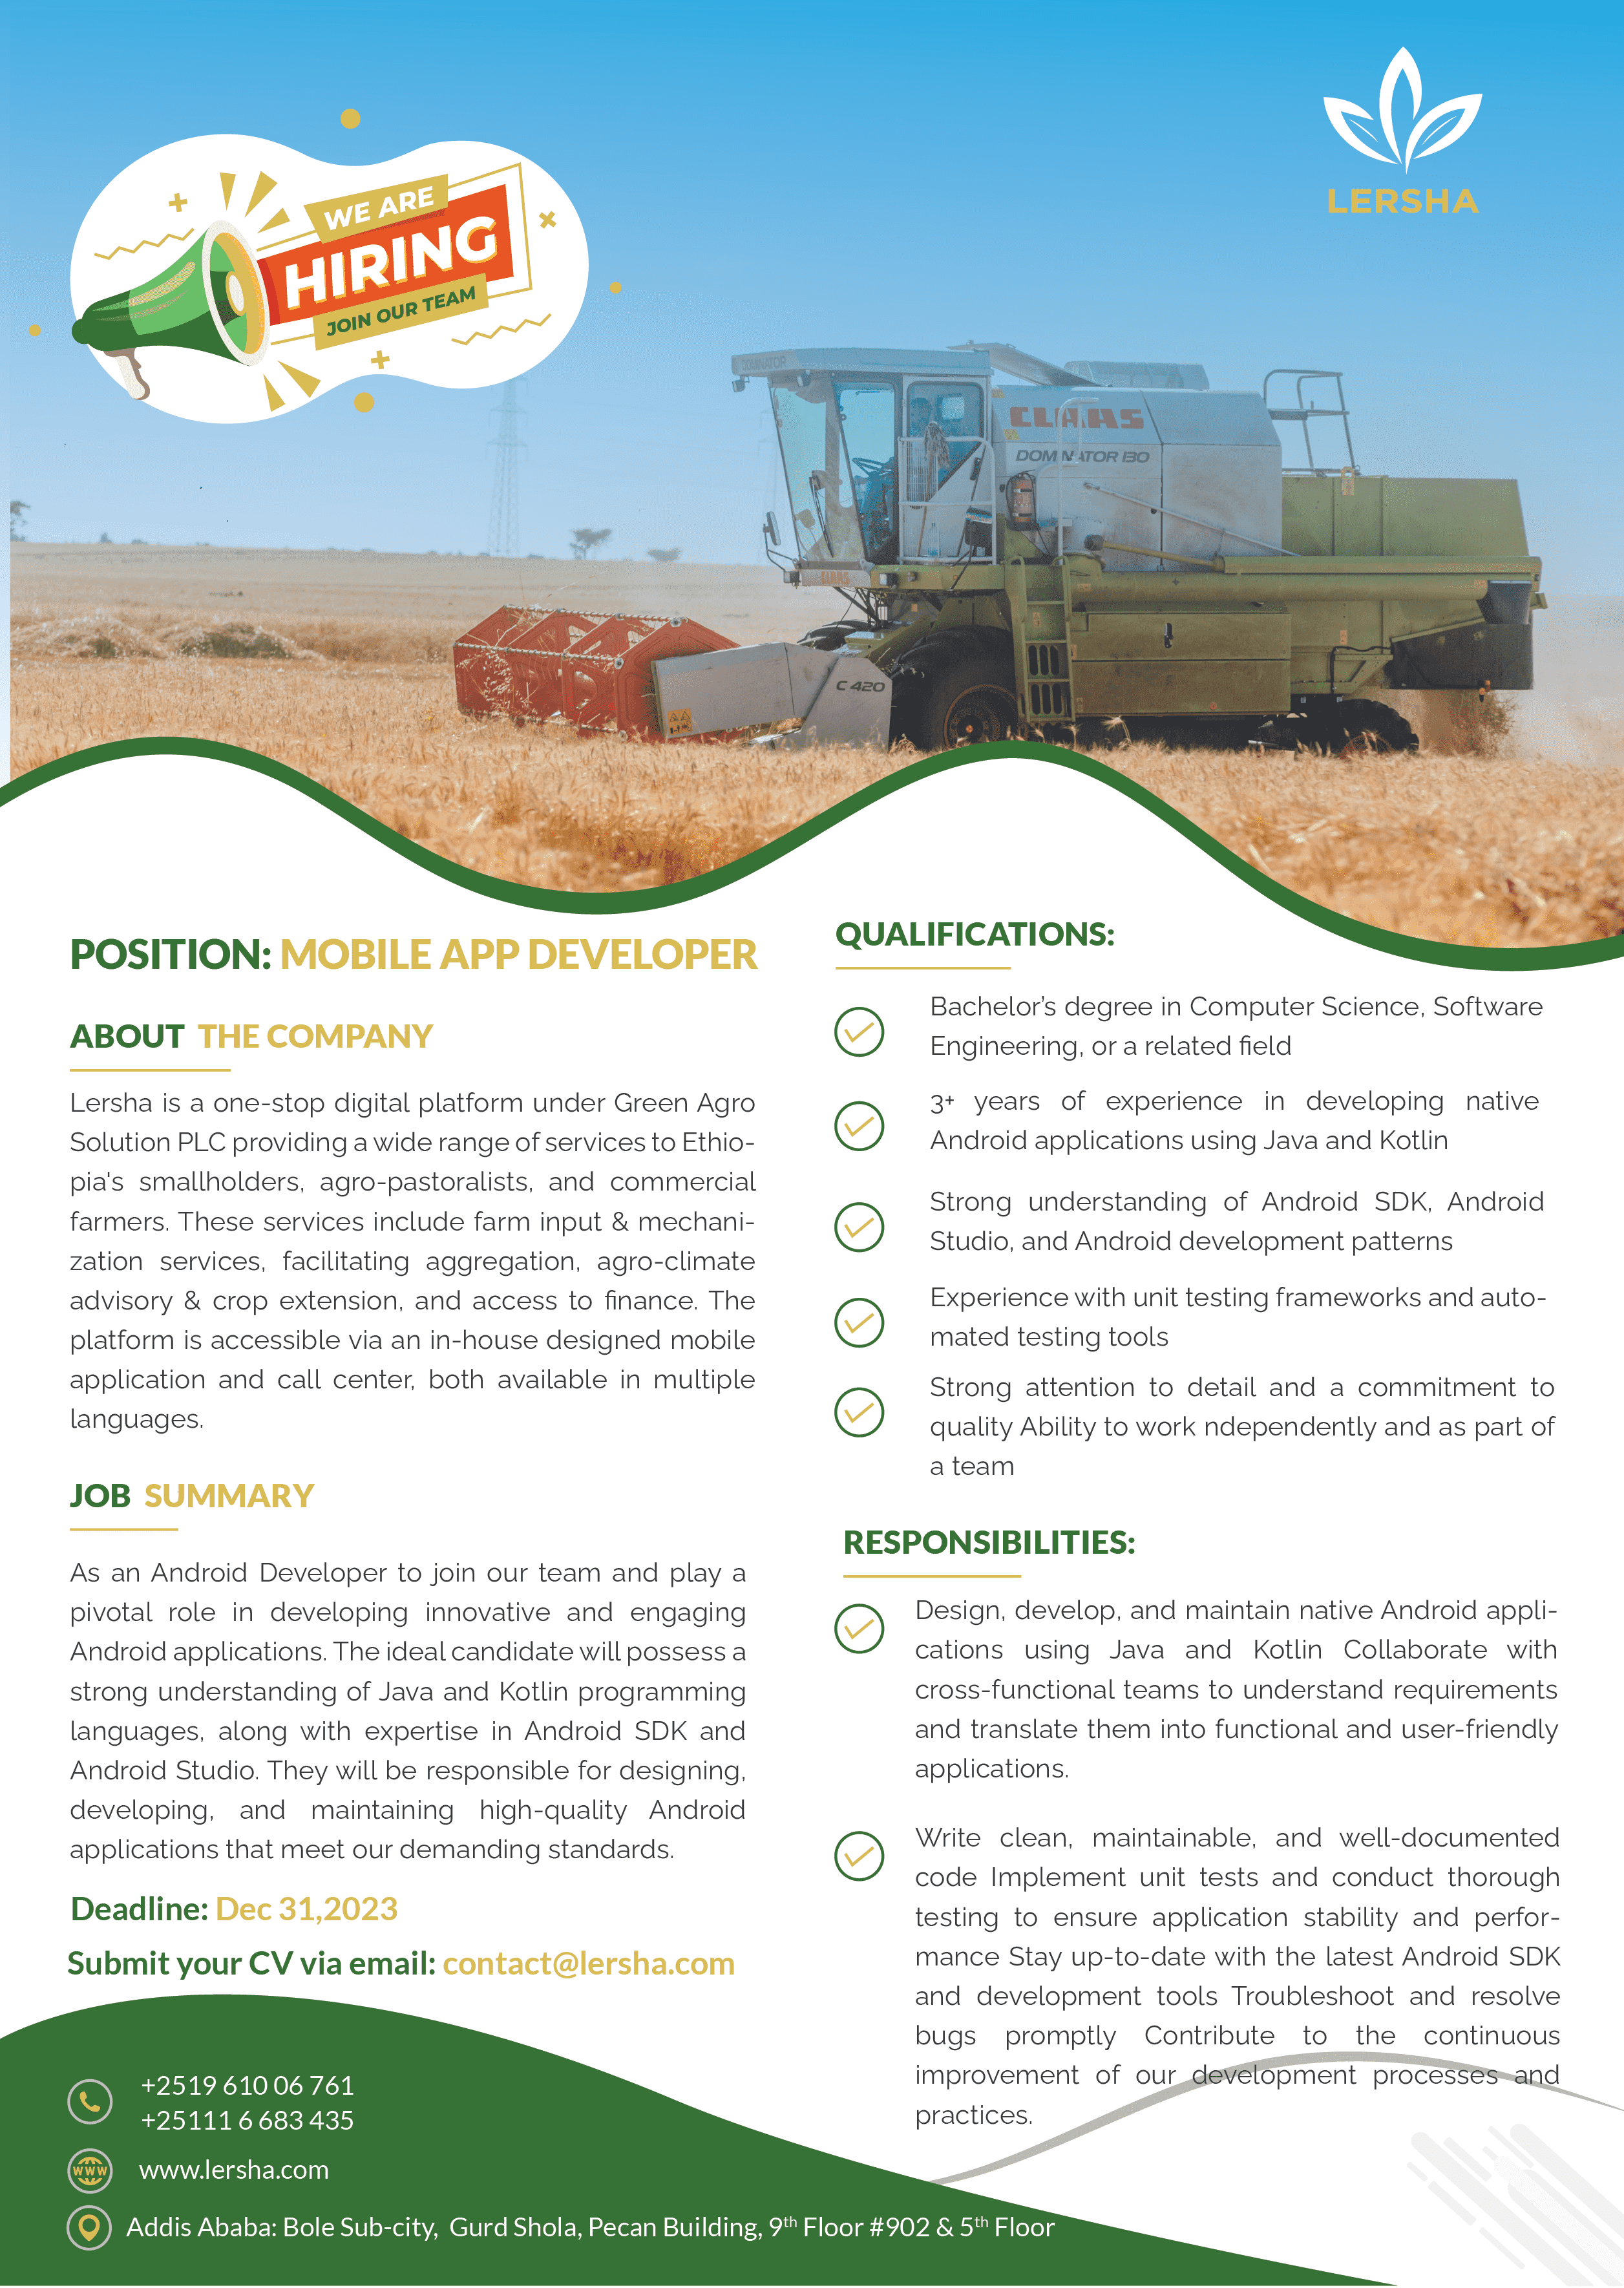 LERSHA
WE ARE
HIRING
JOIN OUR TEAM
DOMINATOR
CLAAS
DOMINATOR 130
CLAAS
C 420
POSITION: MOBILE APP DEVELOPER
ABOUT THE COMPANY
Lersha is a one-stop digital platform under Green Agro
Solution PLC providing a wide range of services to Ethio-
pia's smallholders, agro-pastoralists, and commercial
farmers. These services include farm input & mechani-
zation services, facilitating aggregation, agro-climate
advisory & crop extension, and access to finance. The
platform is accessible via an in-house designed mobile
application and call center, both available in multiple
languages.
JOB SUMMARY
As an Android Developer to join our team and play a
pivotal role in developing innovative and engaging
Android applications. The ideal candidate will possess a
strong understanding of Java and Kotlin programming
languages, along with expertise in Android SDK and
Android Studio. They will be responsible for designing,
developing, and maintaining high-quality Android
applications that meet our demanding standards.
Deadline: Dec 31,2023
Submit your CV via email: contact@lersha.com
QUALIFICATIONS:
Bachelor's degree in Computer Science, Software
Engineering, or a related field
3+ years of experience in developing native
Android applications using Java and Kotlin
Strong understanding of Android SDK, Android
Studio, and Android development patterns
Experience with unit testing frameworks and auto-
mated testing tools
Strong attention to detail and a commitment to
quality Ability to work ndependently and as part of
a team
RESPONSIBILITIES:
Design, develop, and maintain native Android appli-
cations using Java and Kotlin Collaborate with
cross-functional teams to understand requirements
and translate them into functional and user-friendly
applications.
Write clean, maintainable, and well-documented
code Implement unit tests and conduct thorough
testing to ensure application stability and perfor-
mance Stay up-to-date with the latest Android SDK
and development tools Troubleshoot and resolve
bugs promptly Contribute to the continuous
improvement of our development processes and
practices.
+2519 610 06 761
+25111 6 683 435
WWW
www.lersha.com
Addis Ababa: Bole Sub-city, Gurd Shola, Pecan Building, 9th Floor #902 & 5th Floor